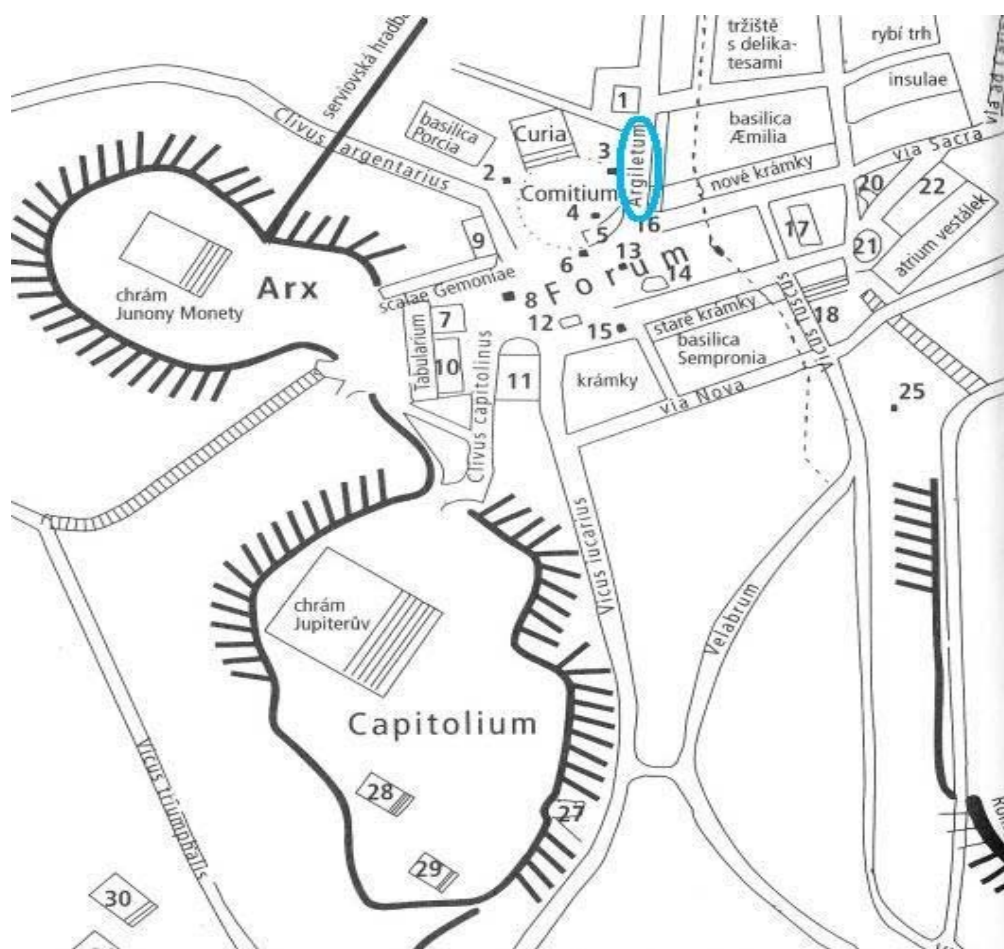 tržiště
s delika-
tesami
rybí trh
insulae
serviovská hradba
Clivus argentarius
basilica
Porcia
Curia
1
Argiletum
basilica
Æmilia
via Sacra
2
3
Comitium
nové krámky
4
5
16
6
13
14
Forum
17
20
22
21
atrium vestálek
9
scalae Gemoniae
8
12
15
staré krámky
basilica
Sempronia
Vicus Tuscus
18
Arx
chrám
Junony Monety
Tabularium
7
10
Clivus capitolinus
11
krámky
via Nova
25
Vicus iucarius
Velabrum
chrám
Jupiterův
Capitolium
Vicus triumphalis
28
27
29
30